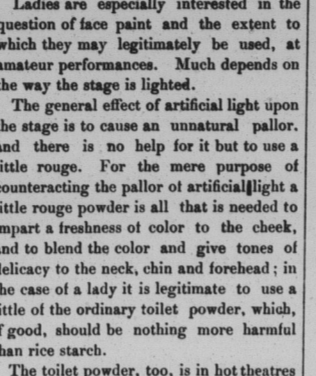 Ladies are especially interested in the
question of face paint and the extent to
which they may legitimately be used, at
amateur performances. Much depends on
the way the stage is lighted.
The general effect of artificial light upon
the stage is to cause an unnatural pallor.
and there is no help for it but to use a
little rouge. For the mere purpose of
counteracting the pallor of artificial light a
little rouge powder is all that is needed to
impart a freshness of color to the cheek,
and to blend the color and give tones of
delicacy to the neck, chin and forehead; in
the case of a lady it is legitimate to use a
little of the ordinary toilet powder, which,
if good, should be nothing more harmful
than rice starch.
The toilet powder, too, is in hot theatres